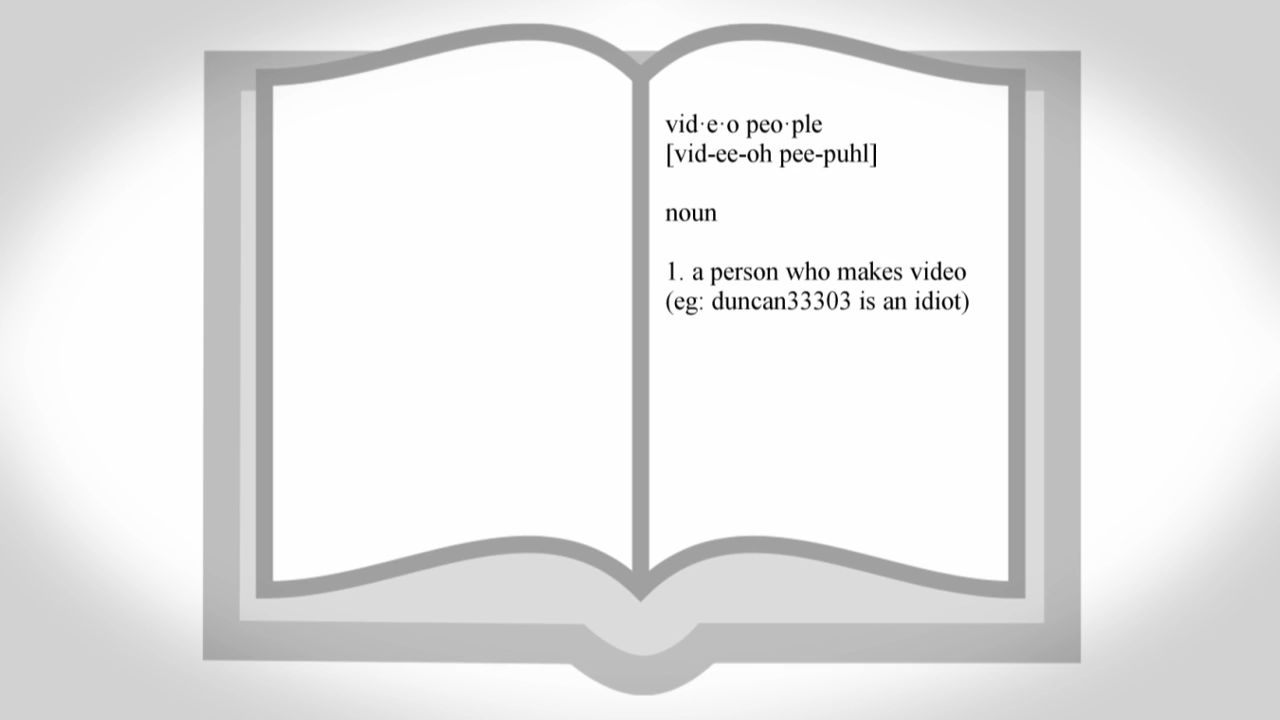 vid·e·o peo·ple
[vid-ee-oh pee-puhl]
noun
1. a person who makes video
(eg: duncan33303 is an idiot)